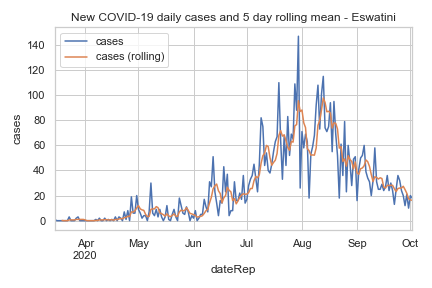 New COVID-19 daily cases and 5 day rolling mean - Eswatini
cases
cases (rolling)
140
120
100
80
60
40
20
0
cases
Apr
2020
May
Jun
Jul
Aug
Sep
Oct
dateRep